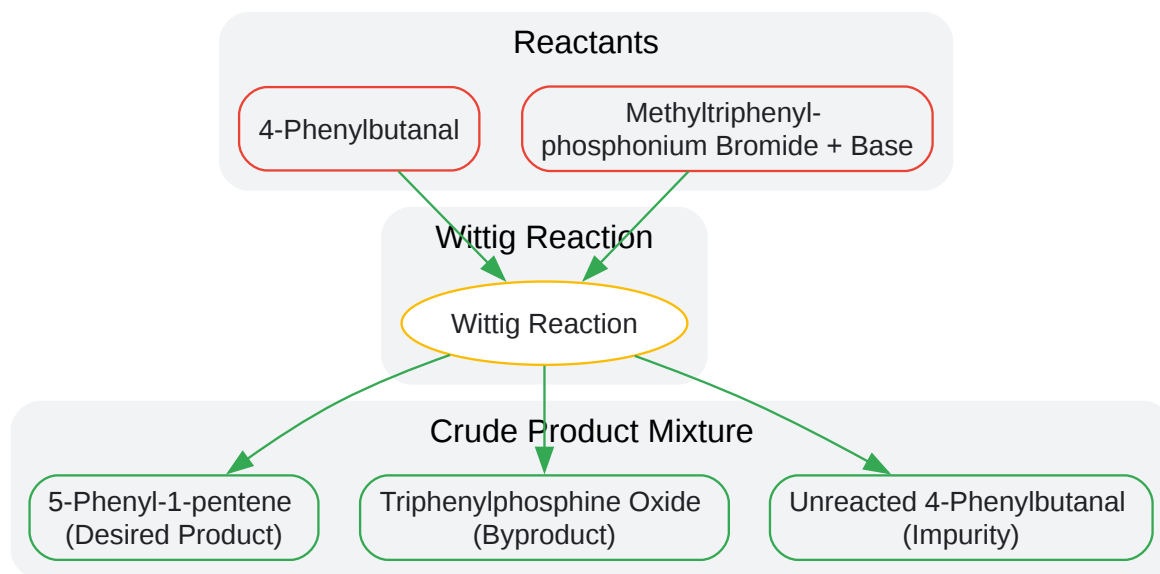 Reactants
4-Phenylbutanal
Methyltriphenyl-
phosphonium Bromide + Base
Wittig Reaction
Wittig Reaction
Crude Product Mixture
5-Phenyl-1-pentene
(Desired Product)
Triphenylphosphine Oxide
(Byproduct)
Unreacted 4-Phenylbutanal
(Impurity)